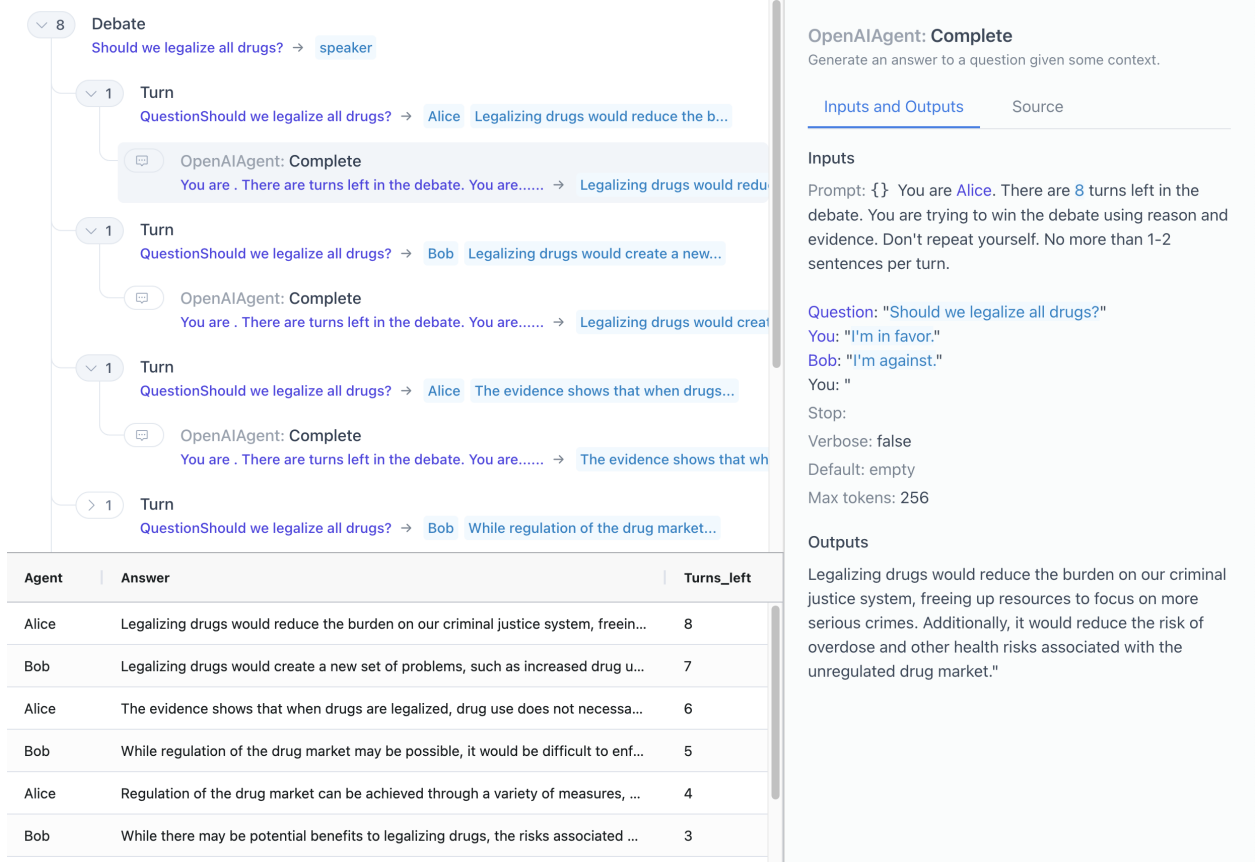 8 Debate
Should we legalize all drugs? → speaker
1 Turn
QuestionShould we legalize all drugs? → Alice Legalizing drugs would reduce the b...
OpenAIAgent: Complete
You are . There are turns left in the debate. You are...... → Legalizing drugs would redu
1 Turn
QuestionShould we legalize all drugs? → Bob Legalizing drugs would create a new...
OpenAIAgent: Complete
You are . There are turns left in the debate. You are...... → Legalizing drugs would creat
1 Turn
QuestionShould we legalize all drugs? → Alice The evidence shows that when drugs...
OpenAIAgent: Complete
You are . There are turns left in the debate. You are...... → The evidence shows that wh
1 Turn
QuestionShould we legalize all drugs? → Bob While regulation of the drug market...
Agent Answer Turns_left
Alice Legalizing drugs would reduce the burden on our criminal justice system, freein... 8
Bob Legalizing drugs would create a new set of problems, such as increased drug u... 7
Alice The evidence shows that when drugs are legalized, drug use does not necessa... 6
Bob While regulation of the drug market may be possible, it would be difficult to enf... 5
Alice Regulation of the drug market can be achieved through a variety of measures, ... 4
Bob While there may be potential benefits to legalizing drugs, the risks associated ... 3
OpenAIAgent: Complete
Generate an answer to a question given some context.
Inputs and Outputs Source
Inputs
Prompt: {} You are Alice. There are 8 turns left in the
debate. You are trying to win the debate using reason and
evidence. Don't repeat yourself. No more than 1-2
sentences per turn.
Question: "Should we legalize all drugs?"
You: "I'm in favor."
Bob: "I'm against."
You: "
Stop:
Verbose: false
Default: empty
Max tokens: 256
Outputs
Legalizing drugs would reduce the burden on our criminal
justice system, freeing up resources to focus on more
serious crimes. Additionally, it would reduce the risk of
overdose and other health risks associated with the
unregulated drug market."